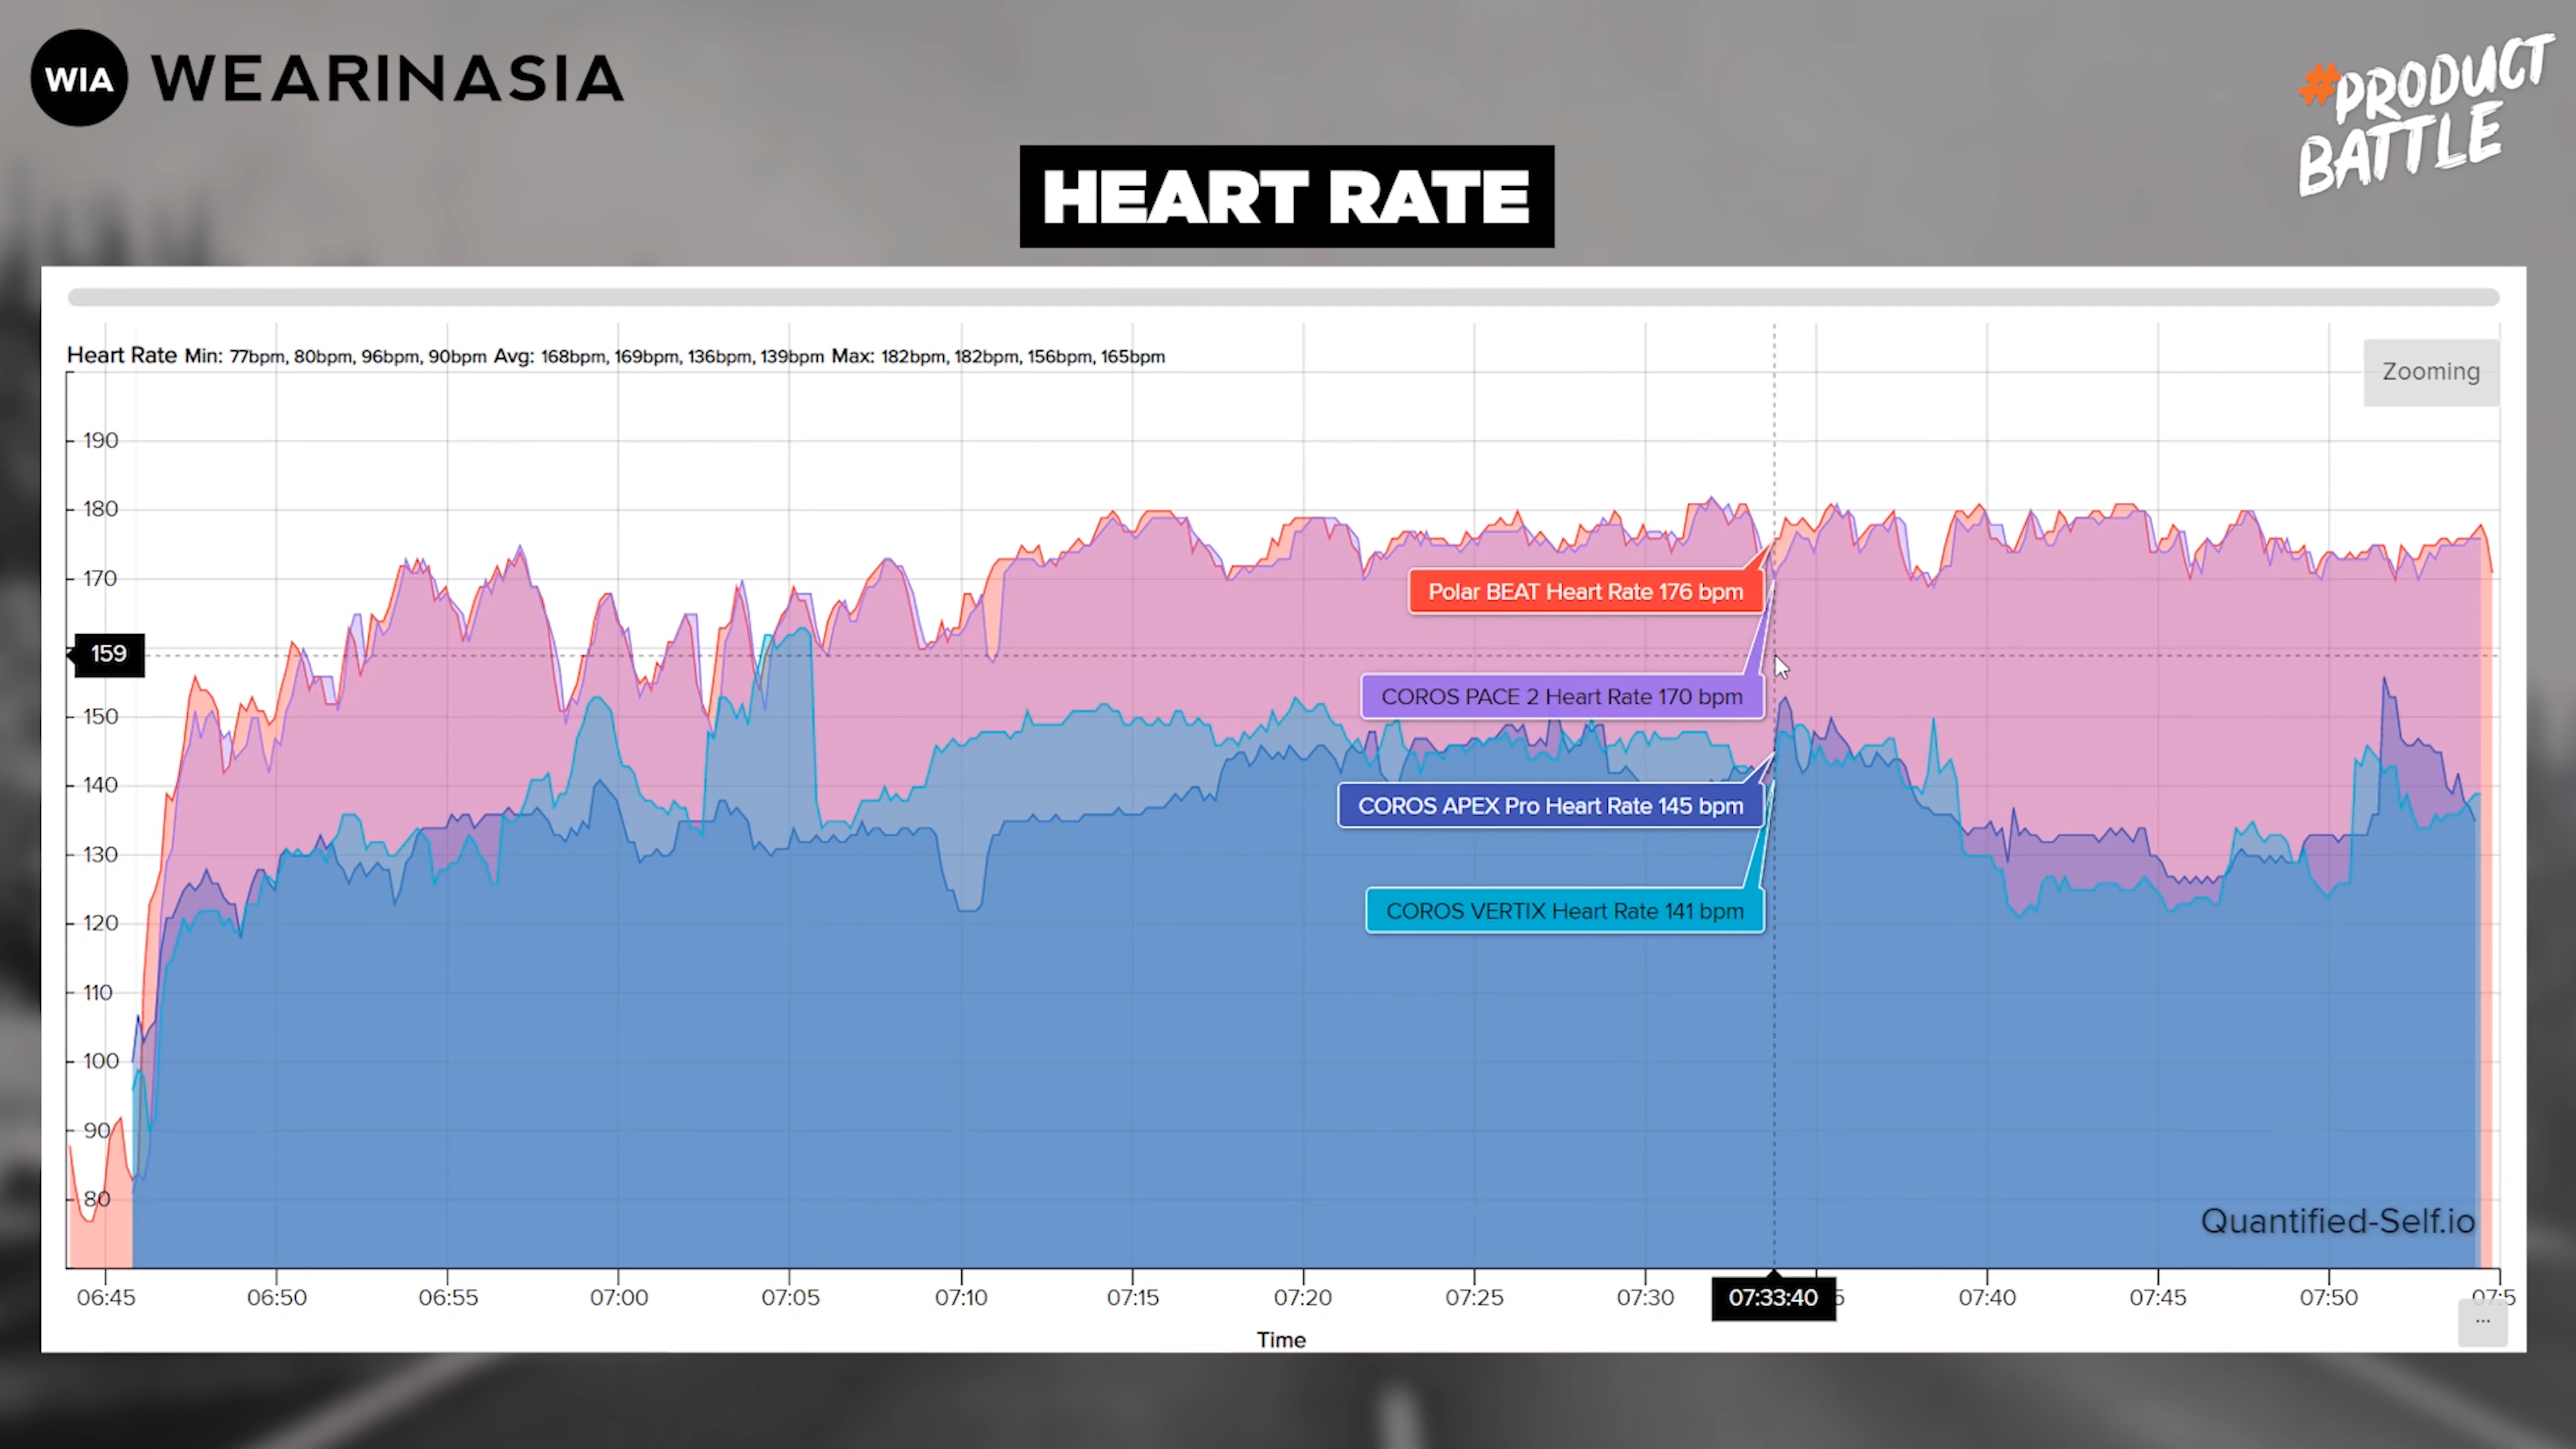 WIA WEARINASIA
#PRODUCT
BATTLE
HEART RATE
Heart Rate Min: 77bpm, 80bpm, 96bpm, 90bpm Avg: 168bpm, 169bpm, 136bpm, 139bpm Max: 182bpm, 182bpm, 156bpm, 165bpm
Zooming
190
180
170
159
150
140
130
120
110
100
90
80
Polar BEAT Heart Rate 176 bpm
COROS PACE 2 Heart Rate 170 bpm
COROS APEX Pro Heart Rate 145 bpm
COROS VERTIX Heart Rate 141 bpm
Quantified-Self.io
06:45 06:50 06:55 07:00 07:05 07:10 07:15 07:20 07:25 07:30 07:33:40 5 07:40 07:45 07:50 07:5
...
Time